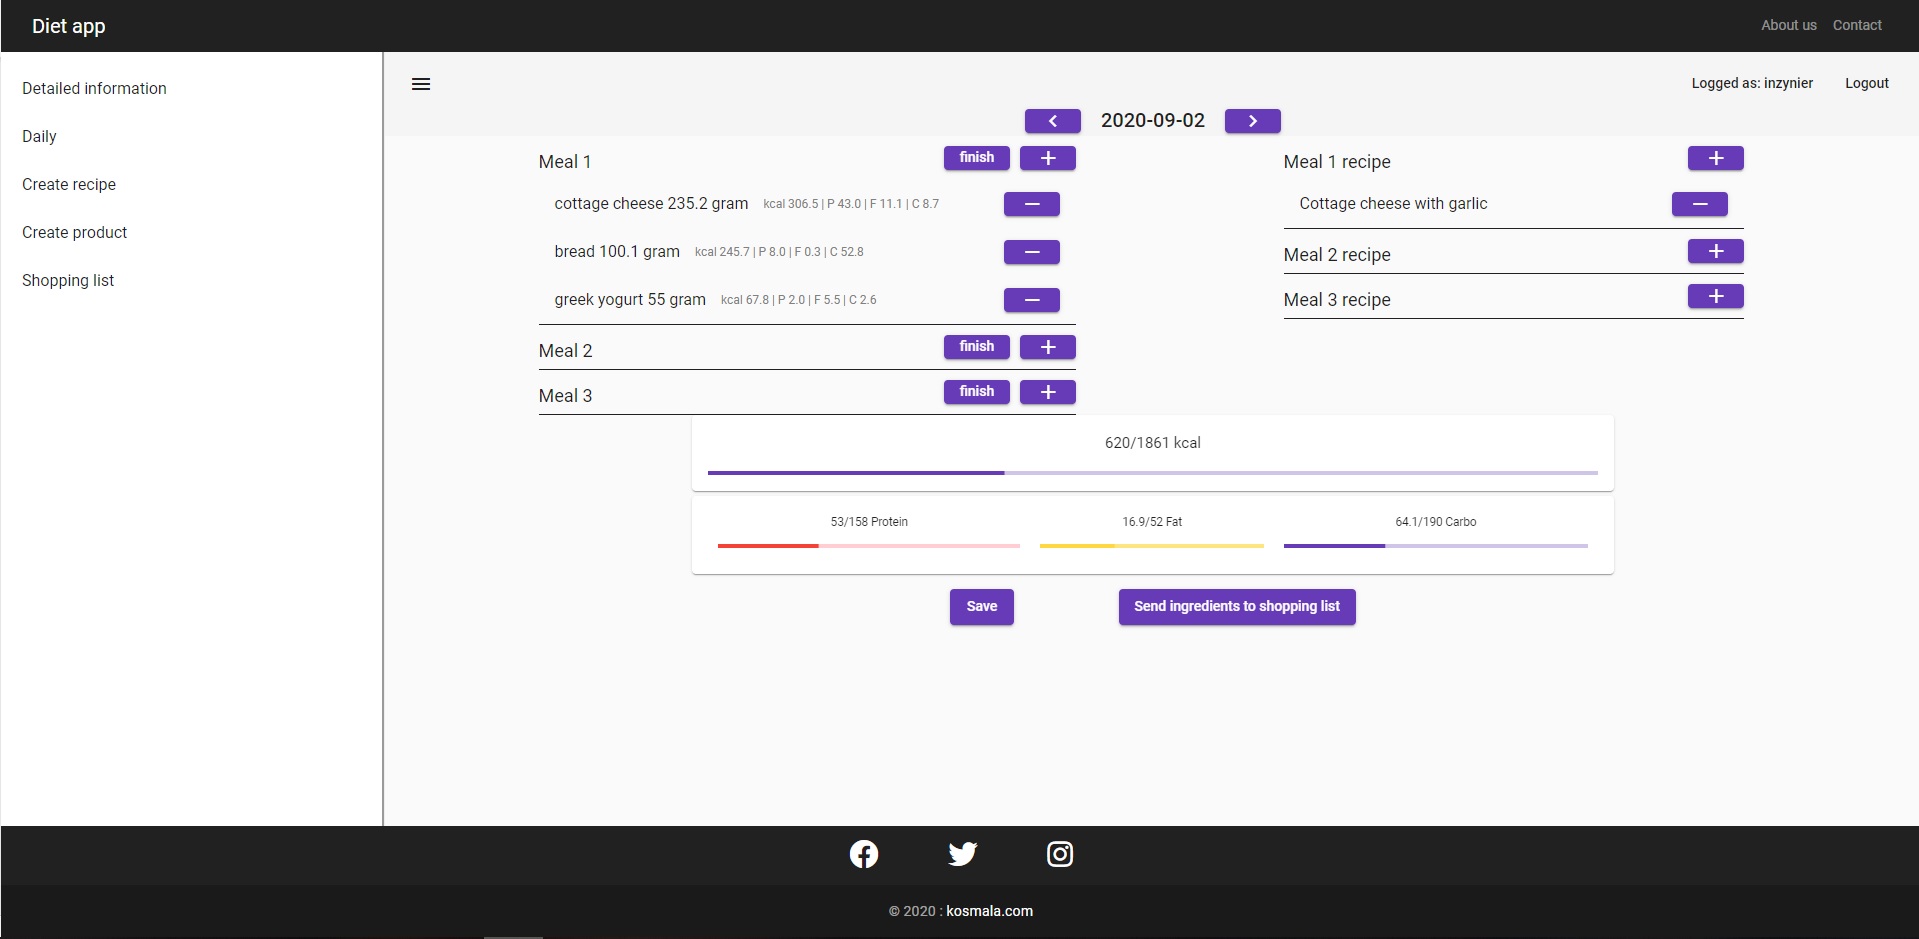 Diet app
About us
Contact
Detailed information
Daily
Create recipe
Create product
Shopping list
Logged as: inzynier
Logout
2020-09-02
Meal 1
finish
cottage cheese 235.2 gram kcal 306.5 | P 43.0 | F 11.1 | C 8.7
bread 100.1 gram kcal 245.7 | P 8.0 | F 0.3 | C 52.8
greek yogurt 55 gram kcal 67.8 | P 2.0 | F 5.5 | C 2.6
Meal 2
finish
Meal 3
finish
Meal 1 recipe
Cottage cheese with garlic
Meal 2 recipe
Meal 3 recipe
620/1861 kcal
53/158 Protein
16.9/52 Fat
64.1/190 Carbo
Save
Send ingredients to shopping list
© 2020 : kosmala.com